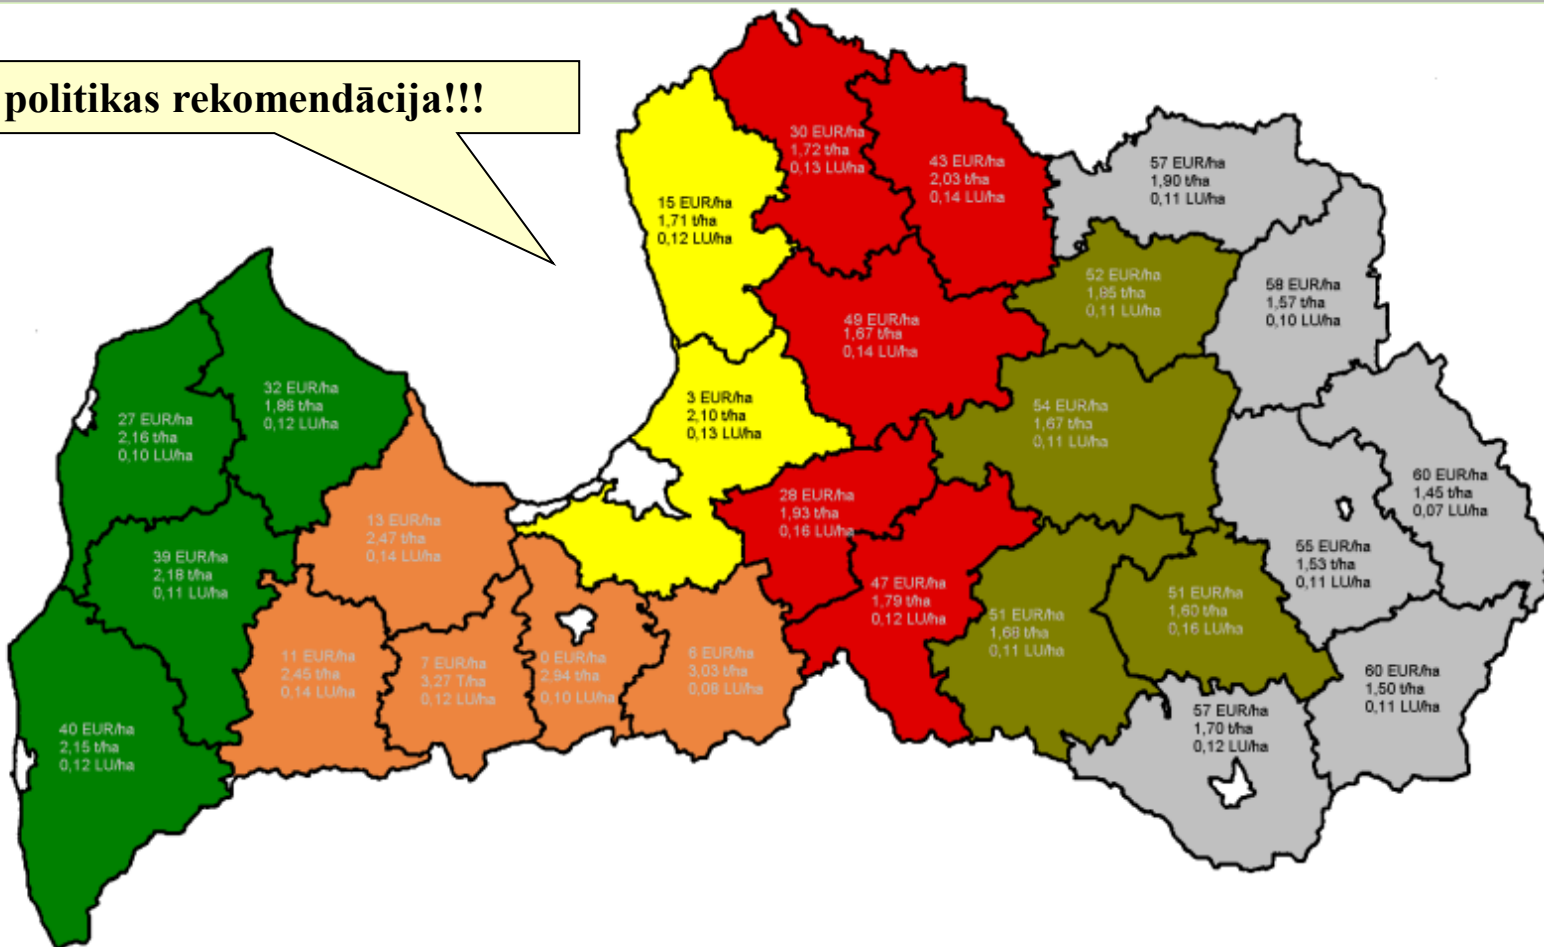 politikas rekomendācija!!!
30 EUR/ha
1,72 t/ha
0,13 LU/ha
43 EUR/ha
2,03 t/ha
0,14 LU/ha
57 EUR/ha
1,90 t/ha
0,11 LU/ha
15 EUR/ha
1,71 t/ha
0,12 LU/ha
52 EUR/ha
1,85 t/ha
0,11 LU/ha
58 EUR/ha
1,57 t/ha
0,10 LU/ha
49 EUR/ha
1,67 t/ha
0,14 LU/ha
32 EUR/ha
1,86 t/ha
0,12 LU/ha
3 EUR/ha
2,10 t/ha
0,13 LU/ha
54 EUR/ha
1,67 t/ha
0,11 LU/ha
27 EUR/ha
2,16 t/ha
0,10 LU/ha
60 EUR/ha
1,45 t/ha
0,07 LU/ha
28 EUR/ha
1,93 t/ha
0,16 LU/ha
13 EUR/ha
2,47 t/ha
0,14 LU/ha
55 EUR/ha
1,53 t/ha
0,11 LU/ha
39 EUR/ha
2,18 t/ha
0,11 LU/ha
47 EUR/ha
1,79 t/ha
0,12 LU/ha
51 EUR/ha
1,60 t/ha
0,16 LU/ha
51 EUR/ha
1,68 t/ha
0,11 LU/ha
11 EUR/ha
2,45 t/ha
0,14 LU/ha
7 EUR/ha
3,27 T/ha
0,12 LU/ha
0 EUR/ha
2,94 t/ha
0,10 LU/ha
6 EUR/ha
3,03 t/ha
0,08 LU/ha
60 EUR/ha
1,50 t/ha
0,11 LU/ha
57 EUR/ha
1,70 t/ha
0,12 LU/ha
40 EUR/ha
2,15 t/ha
0,12 LU/ha